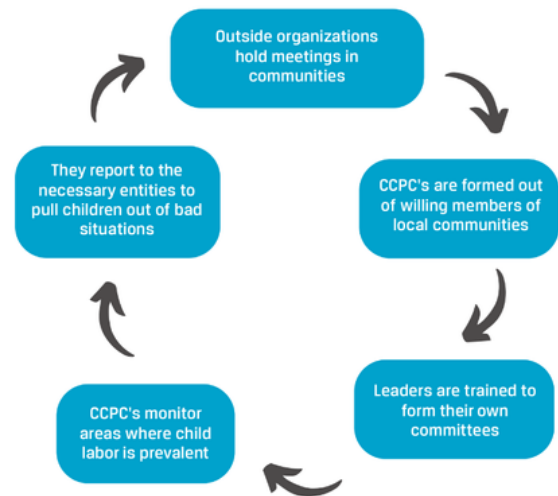 Outside organizations
hold meetings in
communities
CCPC's are formed out
of willing members of
local communities
Leaders are trained to
form their own
committees
CCPC's monitor
areas where child
labor is prevalent
They report to the
necessary entities to
pull children out of bad
situations